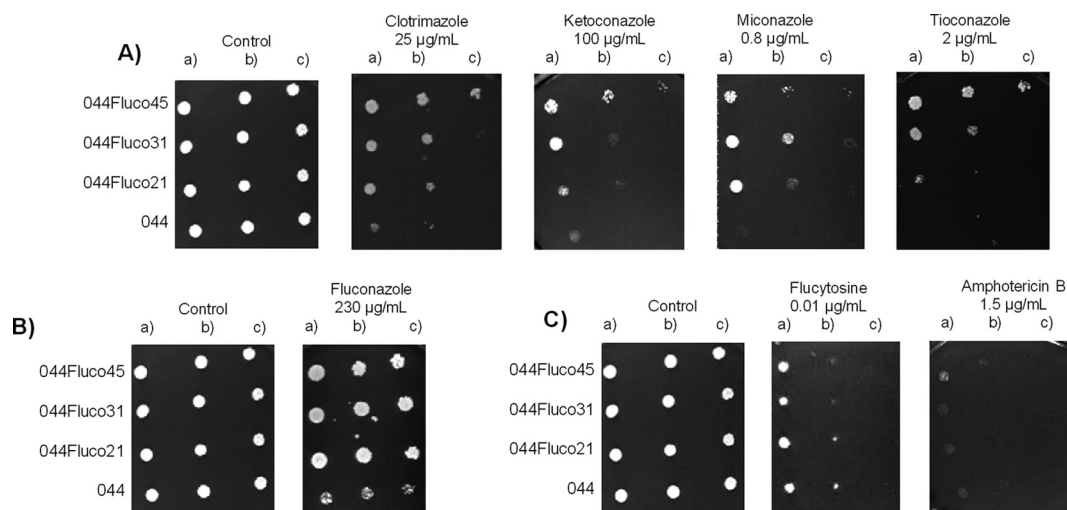 A)
Control
a) b) c)
Clotrimazole
25 µg/mL
a) b) c)
Ketoconazole
100 µg/mL
a) b) c)
Miconazole
0.8 µg/mL
a) b) c)
Tioconazole
2 µg/mL
a) b) c)
044Fluco45
044Fluco31
044Fluco21
044
B)
Control
a) b) c)
Fluconazole
230 µg/mL
a) b) c)
044Fluco45
044Fluco31
044Fluco21
044
C)
Control
a) b) c)
Flucytosine
0.01 µg/mL
a) b) c)
Amphotericin B
1.5 µg/mL
a) b) c)
044Fluco45
044Fluco31
044Fluco21
044